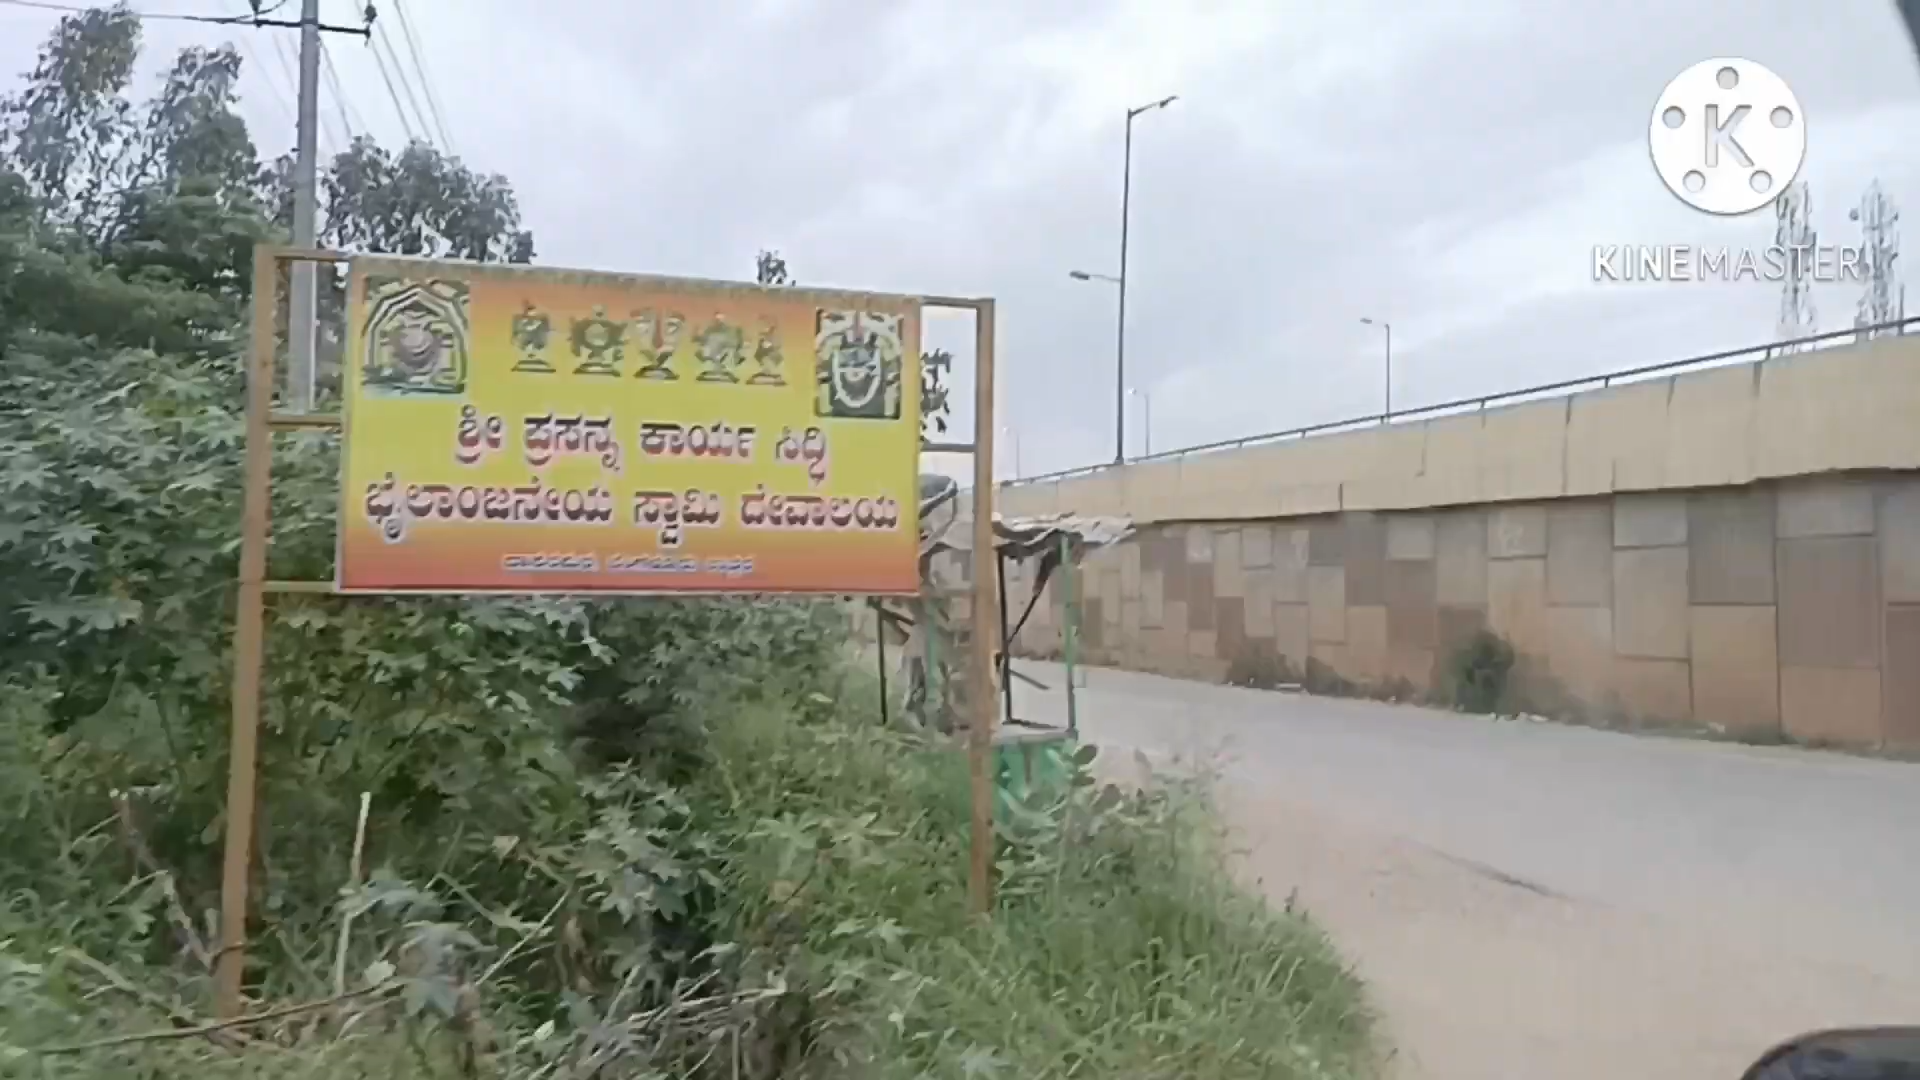 ಶ್ರೀ ಪ್ರಸನ್ನ ಕಾರ್ಯ ಸಿದ್ಧಿ
ಭೈಲಾಂಜನೇಯ ಸ್ವಾಮಿ ದೇವಾಲಯ
K
KINEMASTER